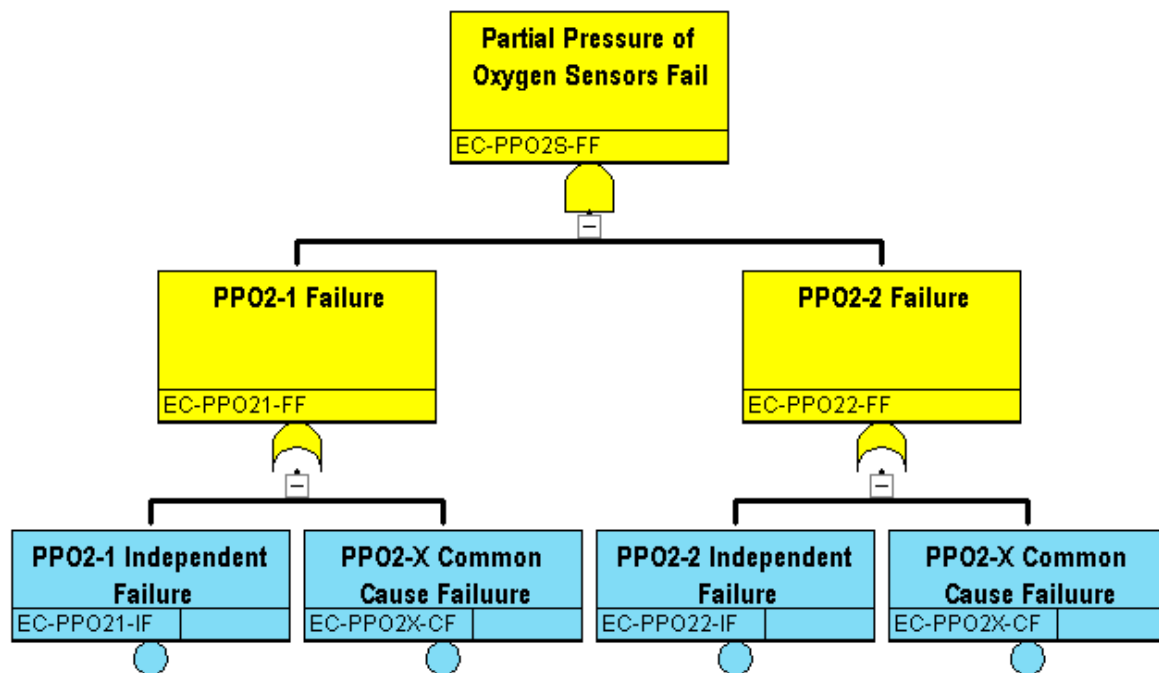 Partial Pressure of
Oxygen Sensors Fail
EC-PPO2S-FF
PPO2-1 Failure
EC-PPO21-FF
PPO2-2 Failure
EC-PPO22-FF
PPO2-1 Independent
Failure
EC-PPO21-IF
PPO2-X Common
Cause Failuure
EC-PPO2X-CF
PPO2-2 Independent
Failure
EC-PPO22-IF
PPO2-X Common
Cause Failuure
EC-PPO2X-CF